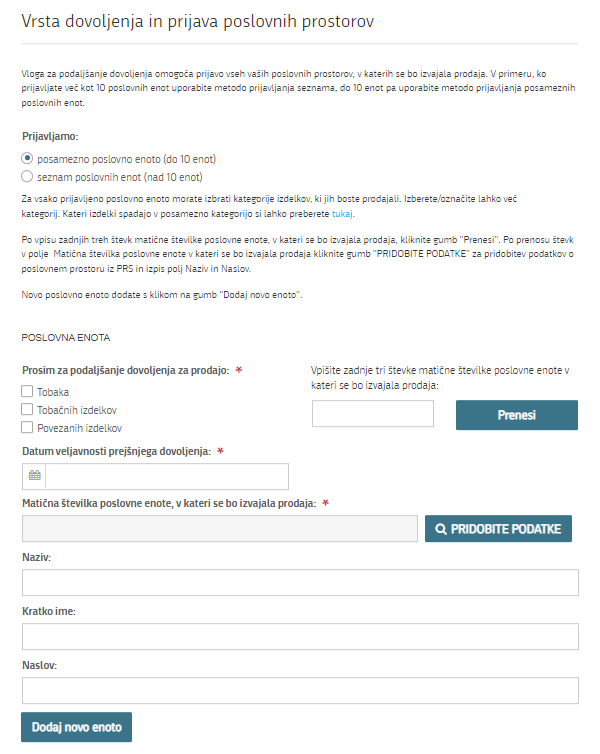 Vrsta dovoljenja in prijava poslovnih prostorov
Vloga za podaljšanje dovoljenja omogoča prijavo vseh vaših poslovnih prostorov, v katerih se bo izvajala prodaja. V primeru, ko
prijavljate več kot 10 poslovnih enot uporabite metodo prijavljanja seznama, do 10 enot pa uporabite metodo prijavljanja posameznih
poslovnih enot.
Prijavljamo:
posamezno poslovno enoto (do 10 enot)
seznam poslovnih enot (nad 10 enot)
Za vsako prijavljeno poslovno enoto morate izbrati kategorije izdelkov, ki jih boste prodajali. Izberete/označite lahko več
kategorij. Kateri izdelki spadajo v posamezno kategorijo si lahko preberete tukaj.
Po vpisu zadnjih treh števk matične številke poslovne enote, v kateri se bo izvajala prodaja, kliknite gumb "Prenesi". Po prenosu števk
v polje Matična številka poslovne enote, v kateri se bo izvajala prodaja kliknite gumb "PRIDOBITE PODATKE" za pridobitev podatkov o
poslovnem prostoru iz PRS in izpis polj Naziv in Naslov.
Novo poslovno enoto dodate s klikom na gumb "Dodaj novo enoto".
POSLOVNA ENOTA
Prosim za podaljšanje dovoljenja za prodajo: *
Tobaka
Tobačnih izdelkov
Povezanih izdelkov
Vpišite zadnje tri števke matične številke poslovne enote v
kateri se bo izvajala prodaja:
Prenesi
Datum veljavnosti prejšnjega dovoljenja: *
Matična številka poslovne enote, v kateri se bo izvajala prodaja: *
PRIDOBITE PODATKE
Naziv:
Kratko ime:
Naslov:
Dodaj novo enoto